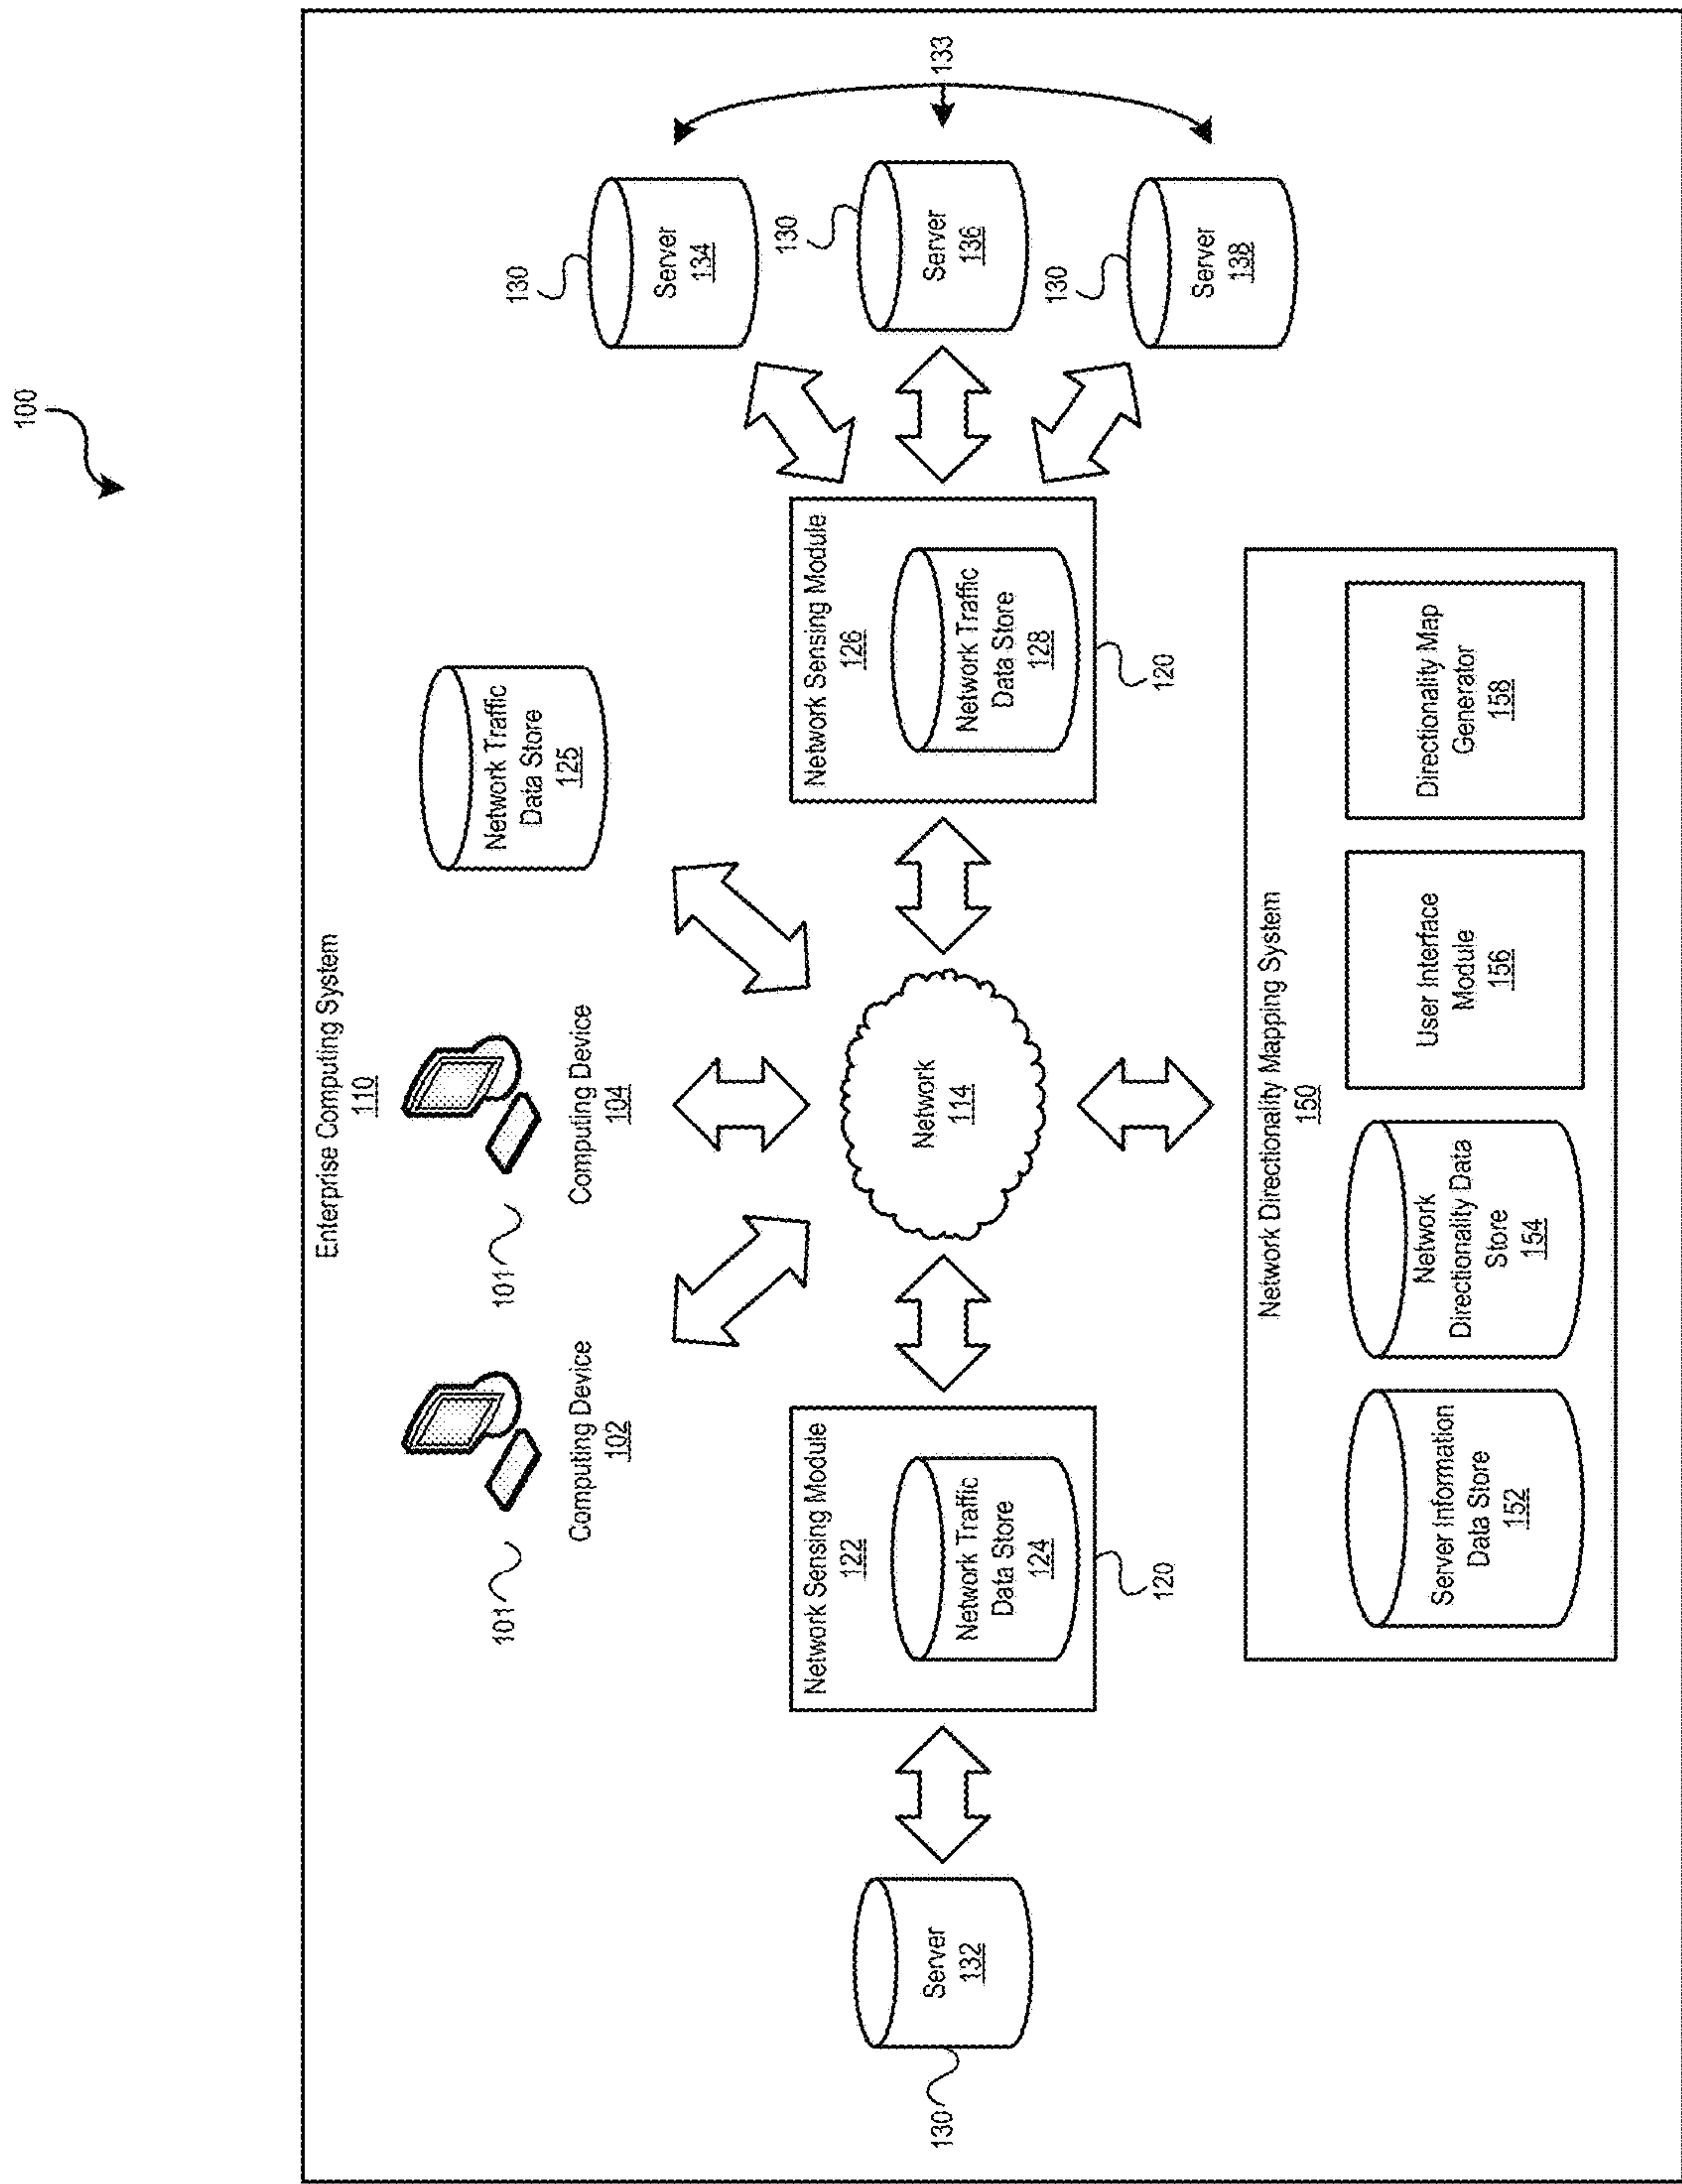 100
Enterprise Computing System
110
101
101
Computing Device
102
Computing Device
104
Network Traffic
Data Store
125
130
Server
132
Network Sensing Module
122
Network Traffic
Data Store
124
120
Network
114
Network Sensing Module
126
Network Traffic
Data Store
128
120
130
Server
134
130
Server
136
130
Server
138
133
Network Directionality Mapping System
150
Server Information
Data Store
152
Network
Directionality Data
Store
154
User Interface
Module
156
Directionality Map
Generator
158